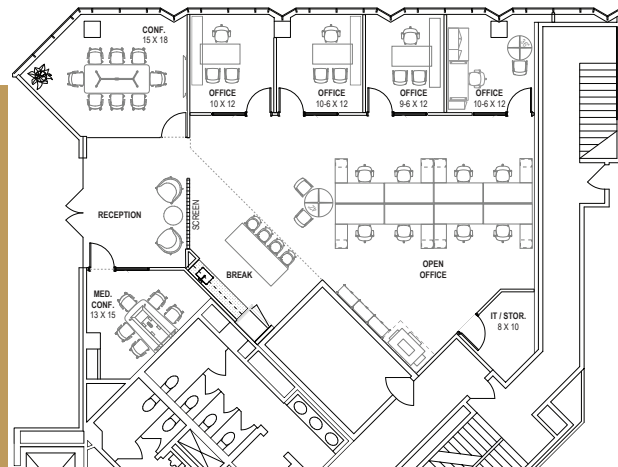 CONF.
15 X 18
OFFICE
10 X 12
OFFICE
10-6 X 12
OFFICE
9-6 X 12
OFFICE
10-6 X 12
RECEPTION
SCREEN
BREAK
OPEN
OFFICE
MED.
CONF.
13 X 15
IT / STOR.
8 X 10